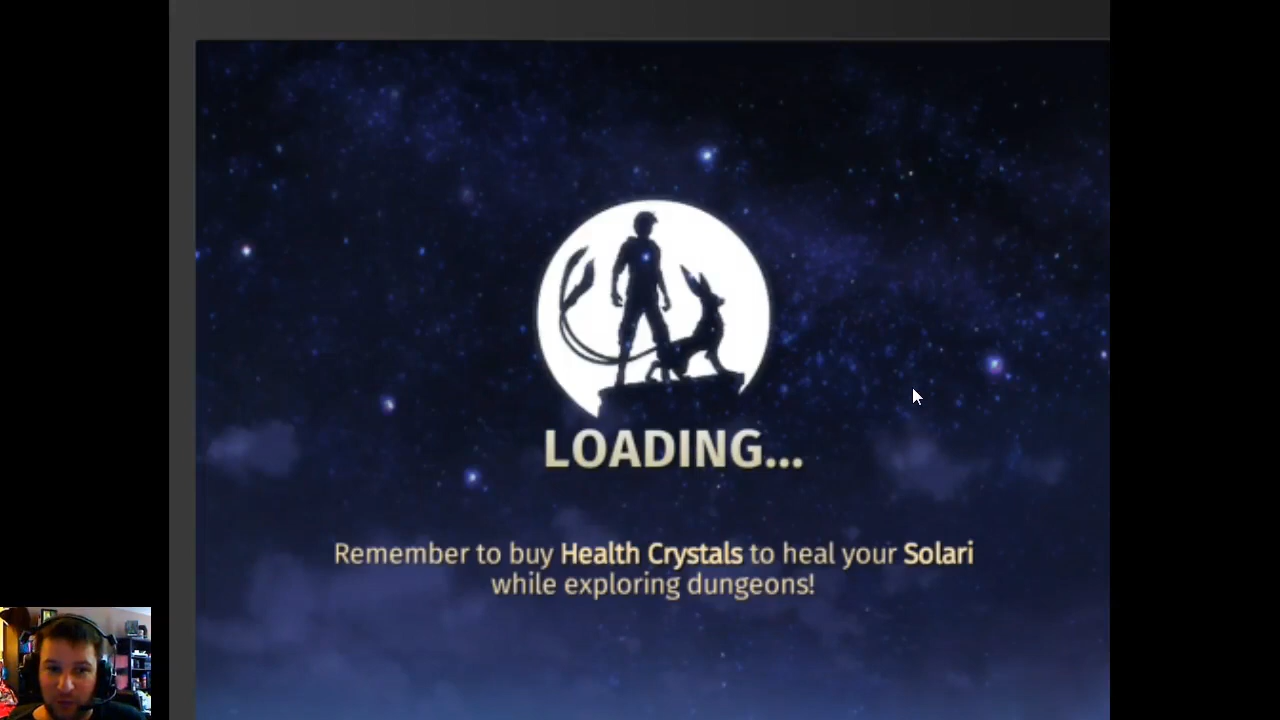 LOADING...
Remember to buy Health Crystals to heal your Solari
while exploring dungeons!